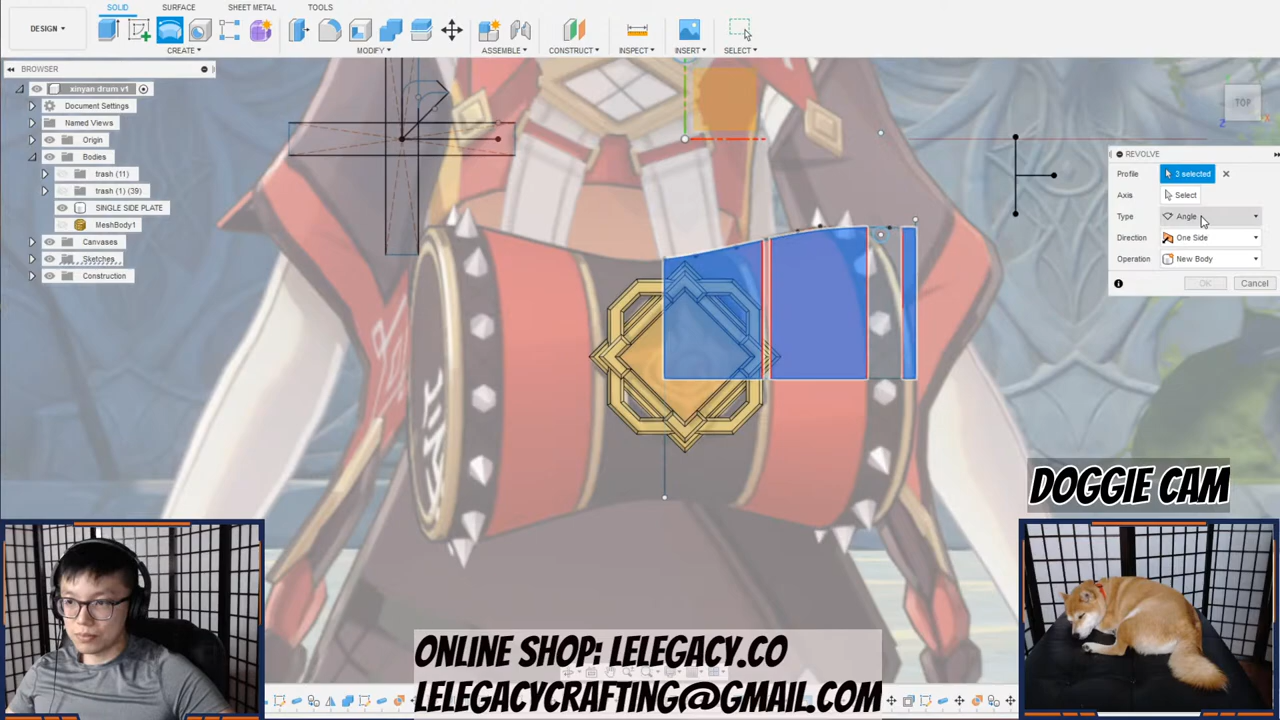 SOLID
SURFACE
SHEET METAL
TOOLS
DESIGN
CREATE
MODIFY
ASSEMBLE
CONSTRUCT
INSPECT
INSERT
SELECT
BROWSER
xinyan drum v1
Document Settings
Named Views
Origin
Bodies
trash (11)
trash (1) (39)
SINGLE SIDE PLATE
MeshBody1
Canvases
Sketches
Construction
TOP
Z
X
REVOLVE
Profile
3 selected
Axis
Select
Type
Angle
Direction
One Side
Operation
New Body
OK
Cancel
DOGGIE CAM
ONLINE SHOP: LELEGACY.CO
LELEGACYCRAFTING@GMAIL.COM